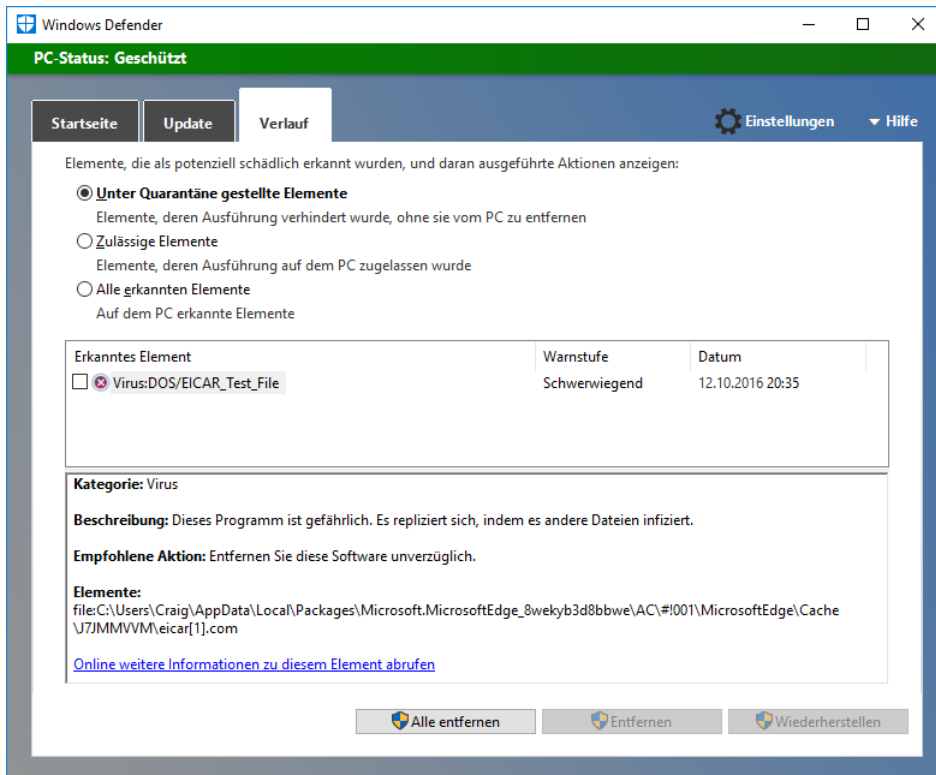 Windows Defender
PC-Status: Geschützt
Startseite
Update
Verlauf
Einstellungen
Hilfe
Elemente, die als potenziell schädlich erkannt wurden, und daran ausgeführte Aktionen anzeigen:
Unter Quarantäne gestellte Elemente
Elemente, deren Ausführung verhindert wurde, ohne sie vom PC zu entfernen
Zulässige Elemente
Elemente, deren Ausführung auf dem PC zugelassen wurde
Alle erkannten Elemente
Auf dem PC erkannte Elemente
Erkanntes Element Warnstufe Datum
Virus:DOS/EICAR_Test_File Schwerwiegend 12.10.2016 20:35
Kategorie: Virus
Beschreibung: Dieses Programm ist gefährlich. Es repliziert sich, indem es andere Dateien infiziert.
Empfohlene Aktion: Entfernen Sie diese Software unverzüglich.
Elemente:
file:C:\Users\Craig\AppData\Local\Packages\Microsoft.MicrosoftEdge_8wekyb3d8bbwe\AC\#!001\MicrosoftEdge\Cache
\J7JMMVVM\eicar[1].com
Online weitere Informationen zu diesem Element abrufen
Alle entfernen
Entfernen
Wiederherstellen